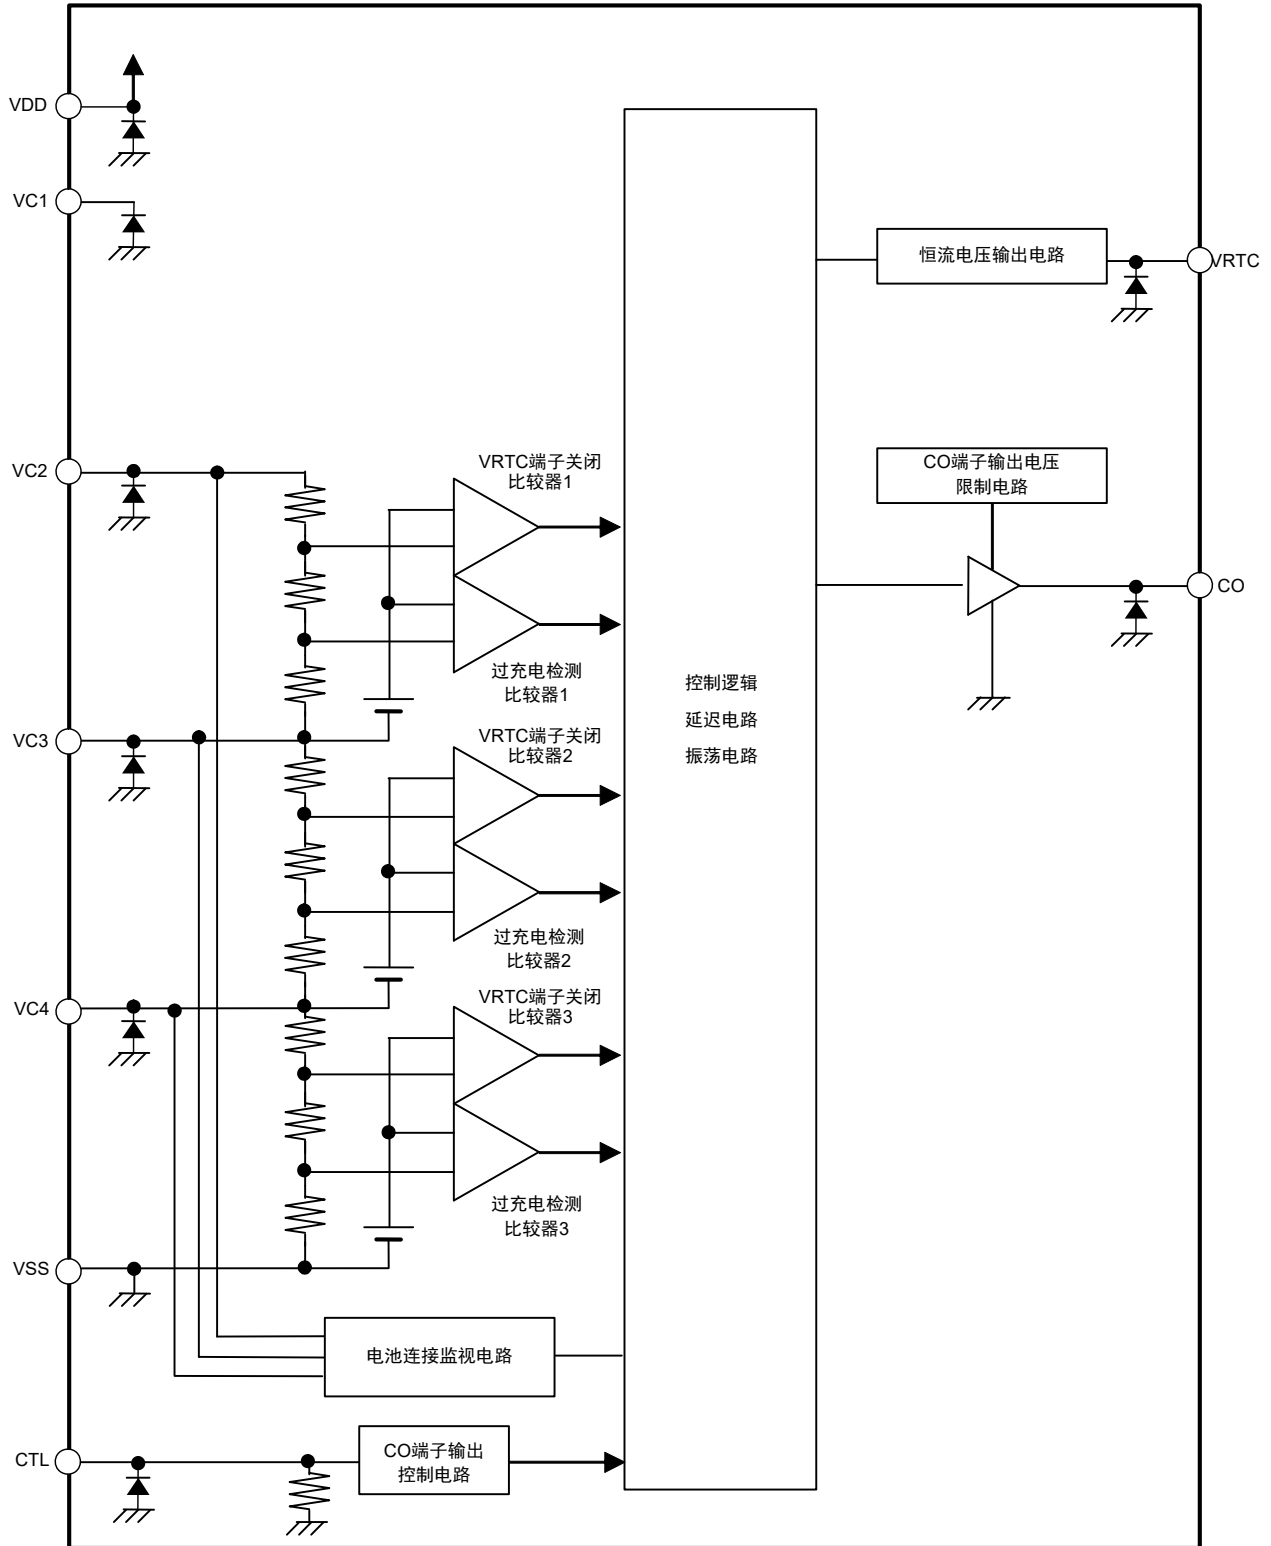 VDD
VC1
恒流电压输出电路
VRTC
VC2
VRTC端子关闭
比较器1
CO端子输出电压
限制电路
CO
过充电检测
比较器1
控制逻辑
延迟电路
振荡电路
VC3
VRTC端子关闭
比较器2
过充电检测
比较器2
VC4
VRTC端子关闭
比较器3
过充电检测
比较器3
VSS
电池连接监视电路
CTL
CO端子输出
控制电路